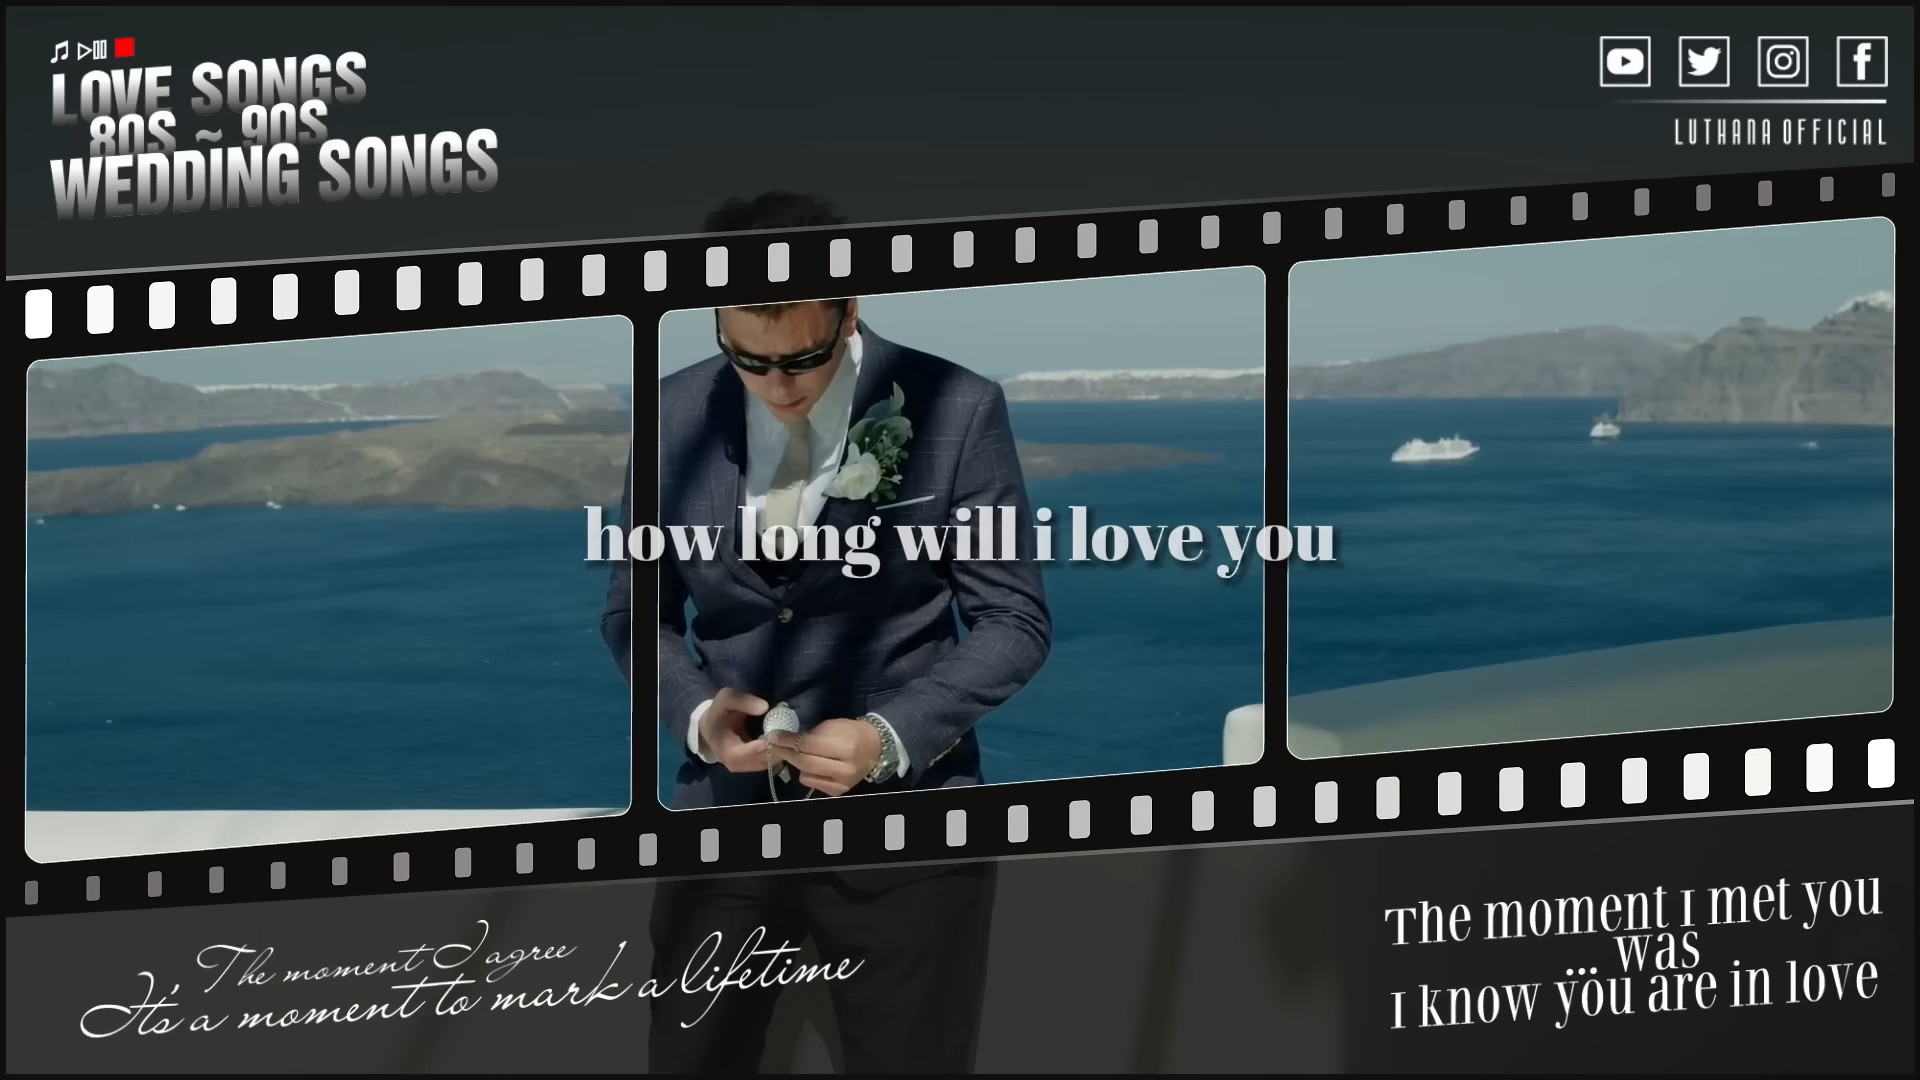 LOVE SONGS
80S ~ 90S
WEDDING SONGS
LUTHANA OFFICIAL
how long will i love you
The moment I agree
It's a moment to mark a lifetime
The moment I met you
was
I know yöu are in love